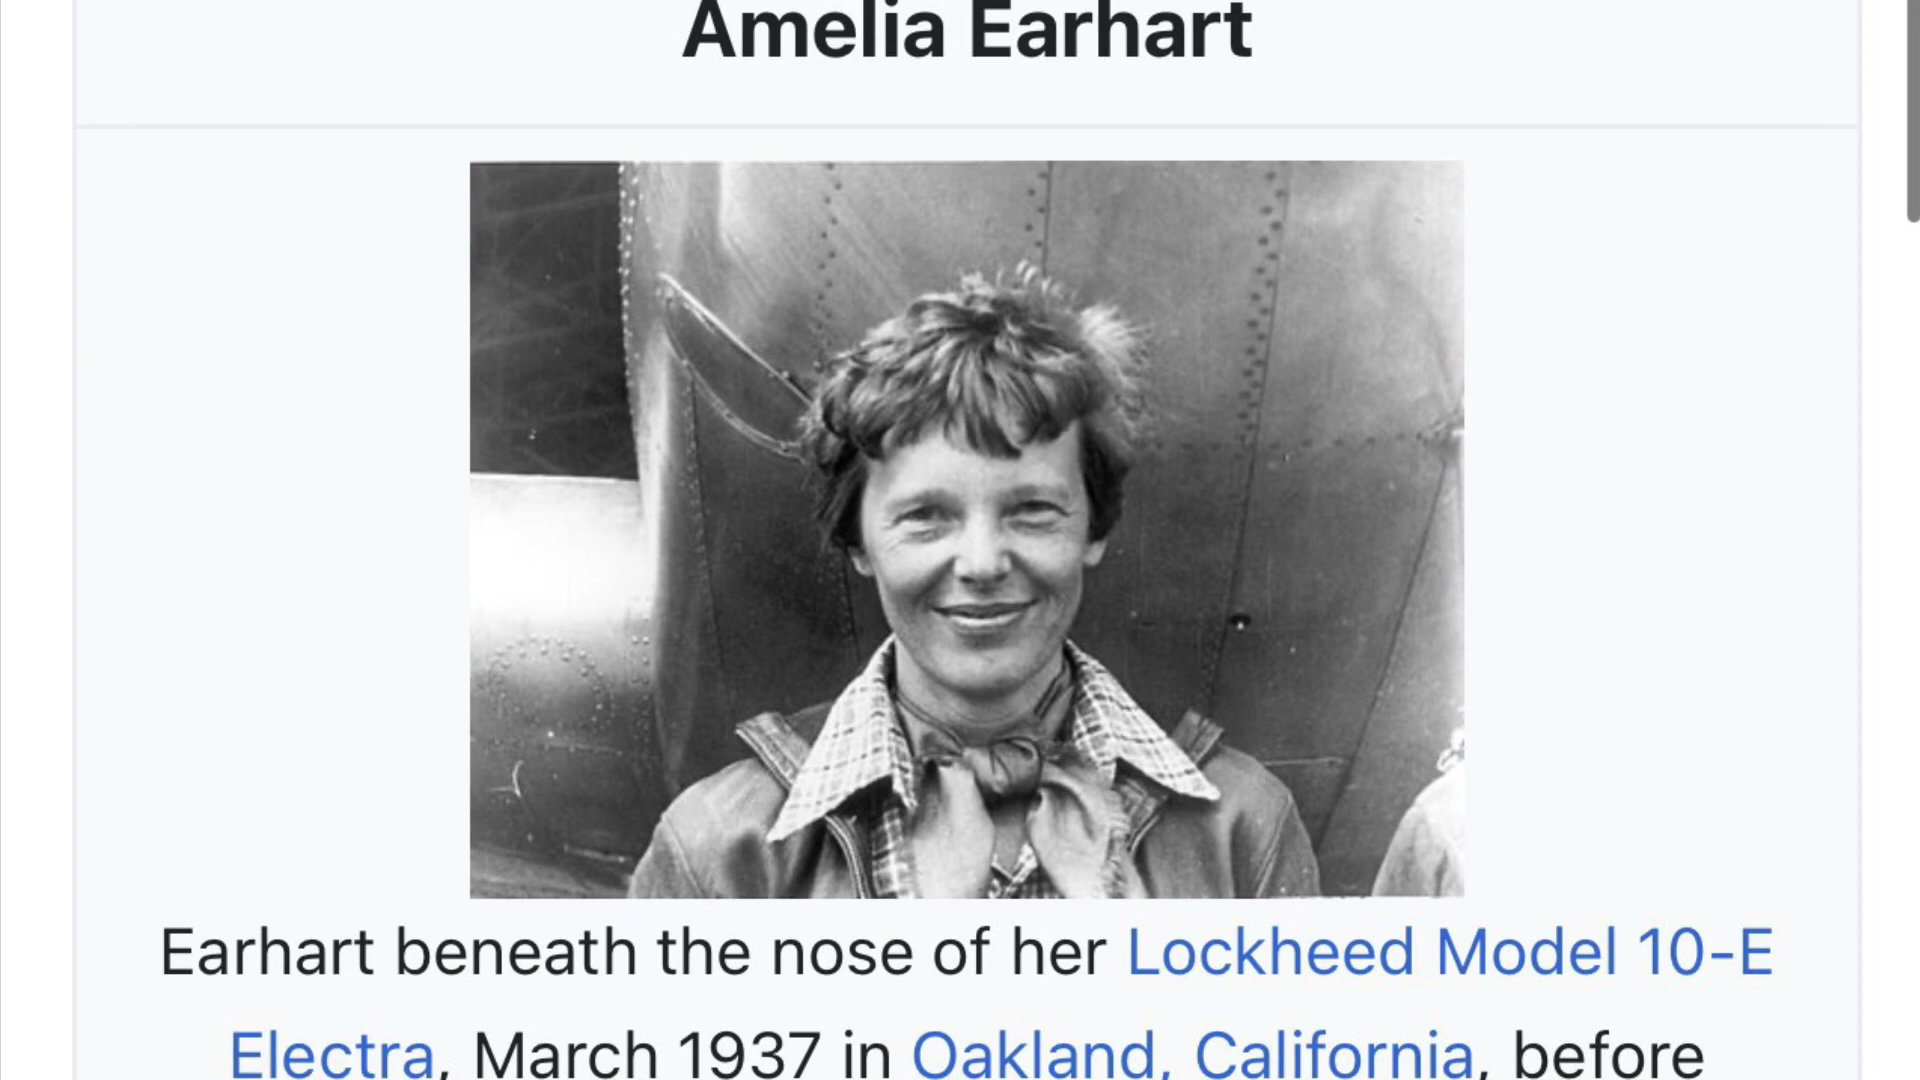 Amelia Earhart
Earhart beneath the nose of her Lockheed Model 10-E
Electra, March 1937 in Oakland, California, before